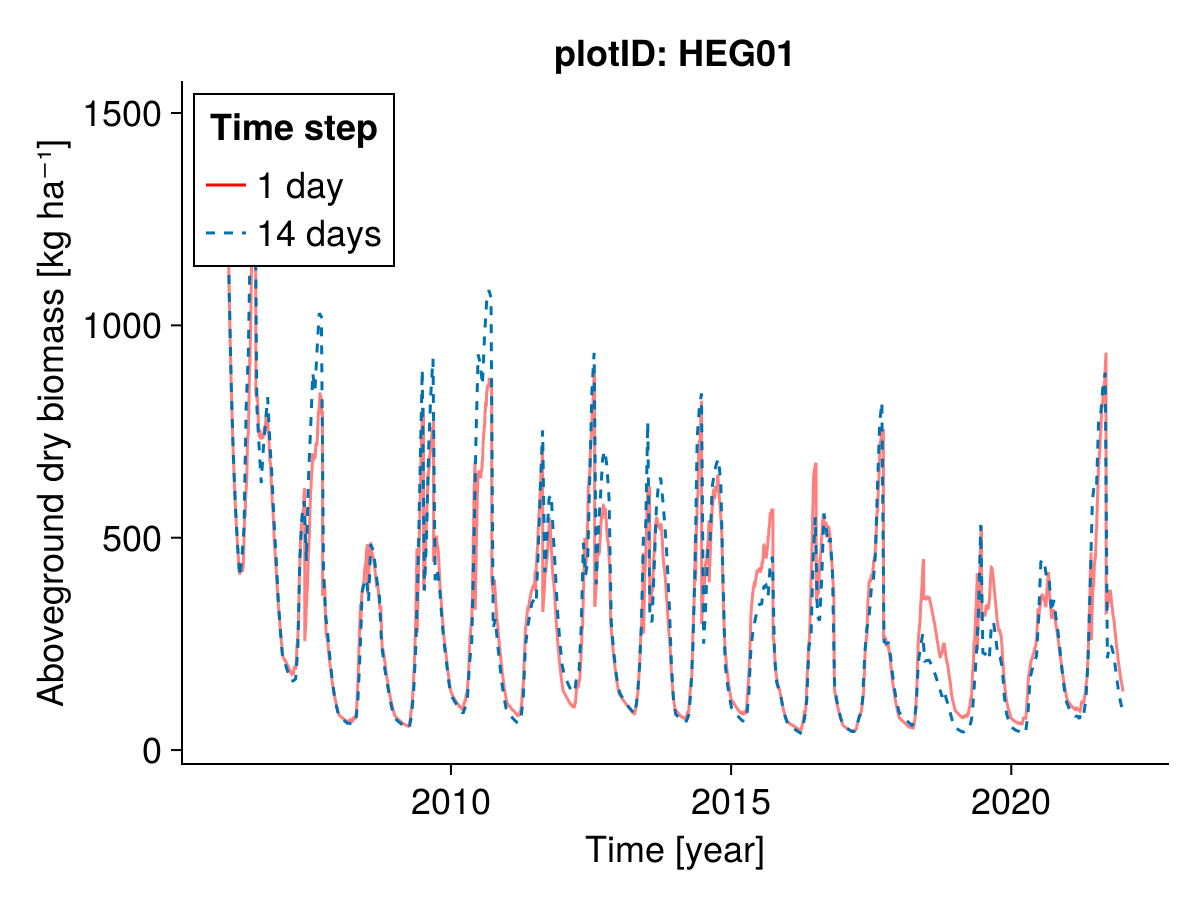 plotID: HEG01
Aboveground dry biomass [kg ha⁻¹]
1500
1000
500
0
Time step
1 day
14 days
2010
2015
2020
Time [year]